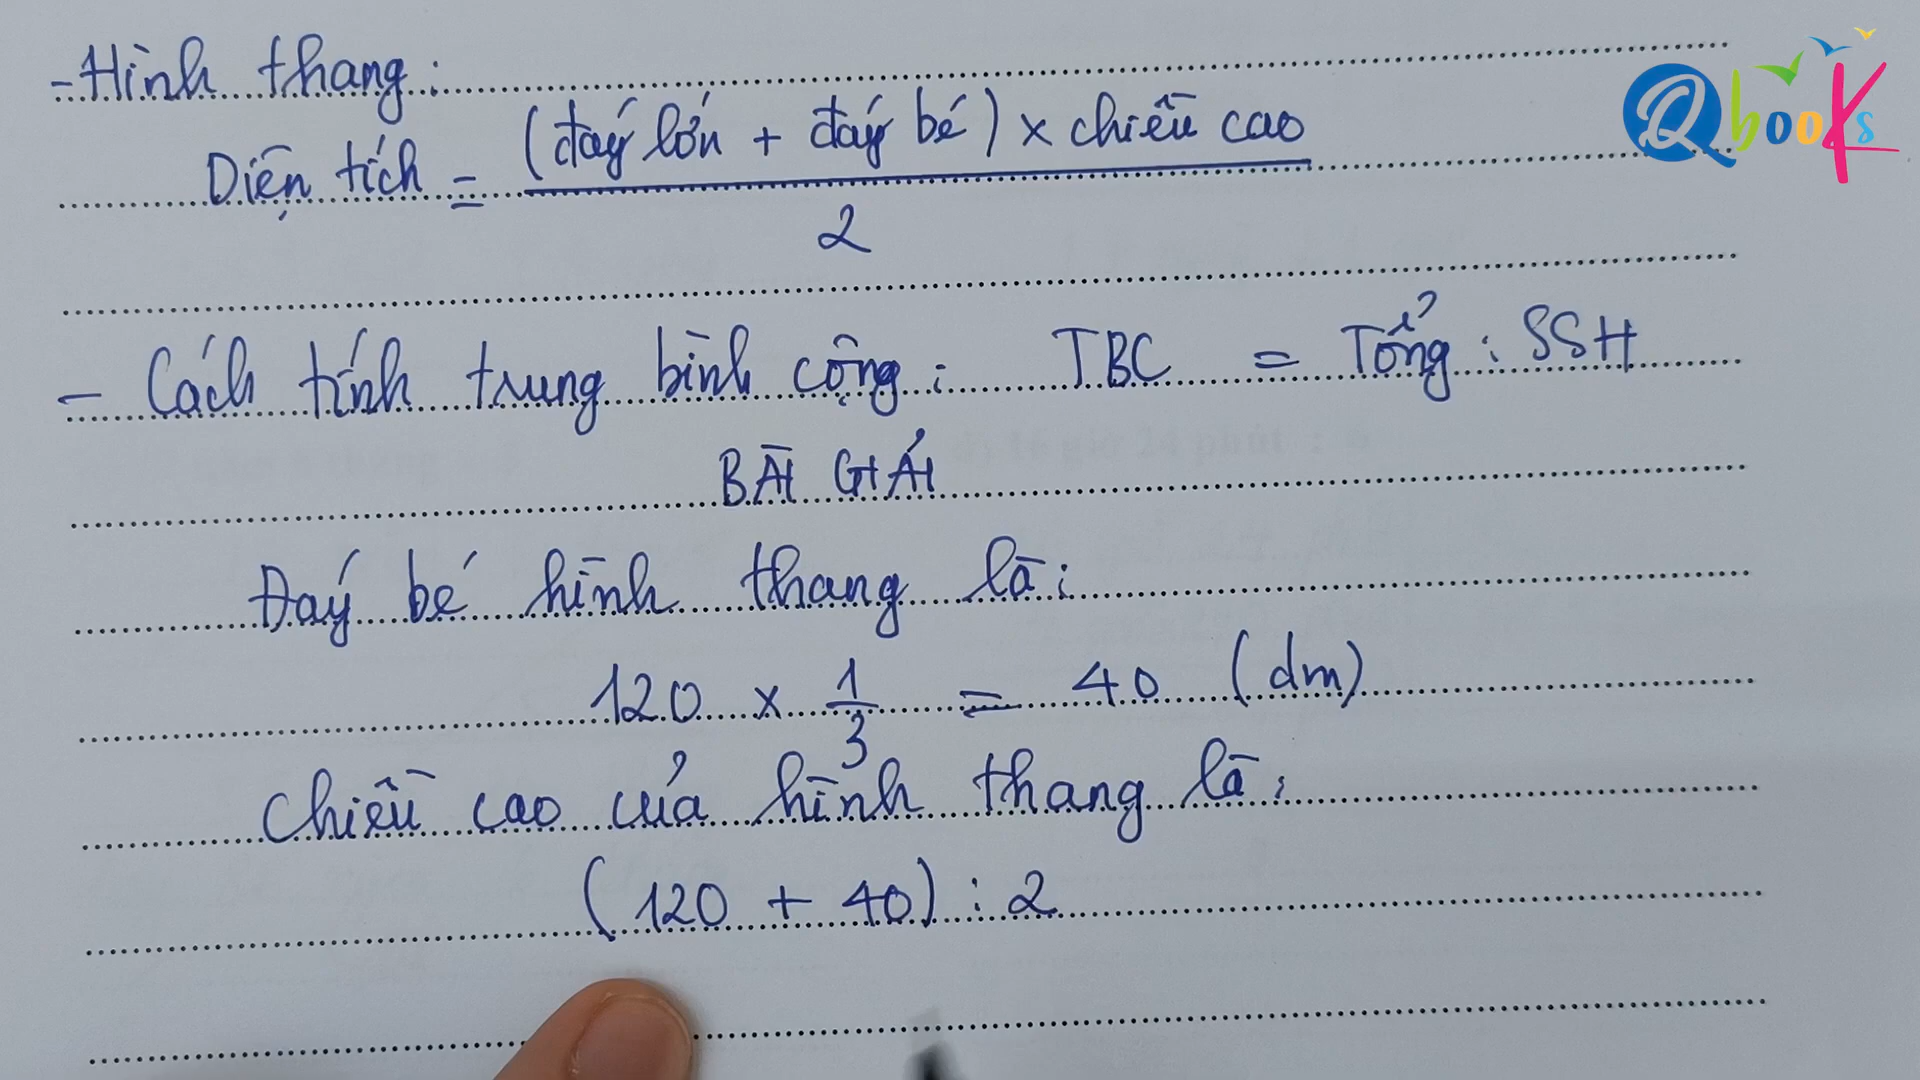 - Hình thang:
Diện tích = (đáy lớn + đáy bé) x chiều cao
2
- Cách tính trung bình cộng: TBC = Tổng : SSH
BÀI GIẢI
Đáy bé hình thang là:
120 x 1/3 = 40 (dm)
Chiều cao của hình thang là:
(120 + 40) : 2
Qbooks